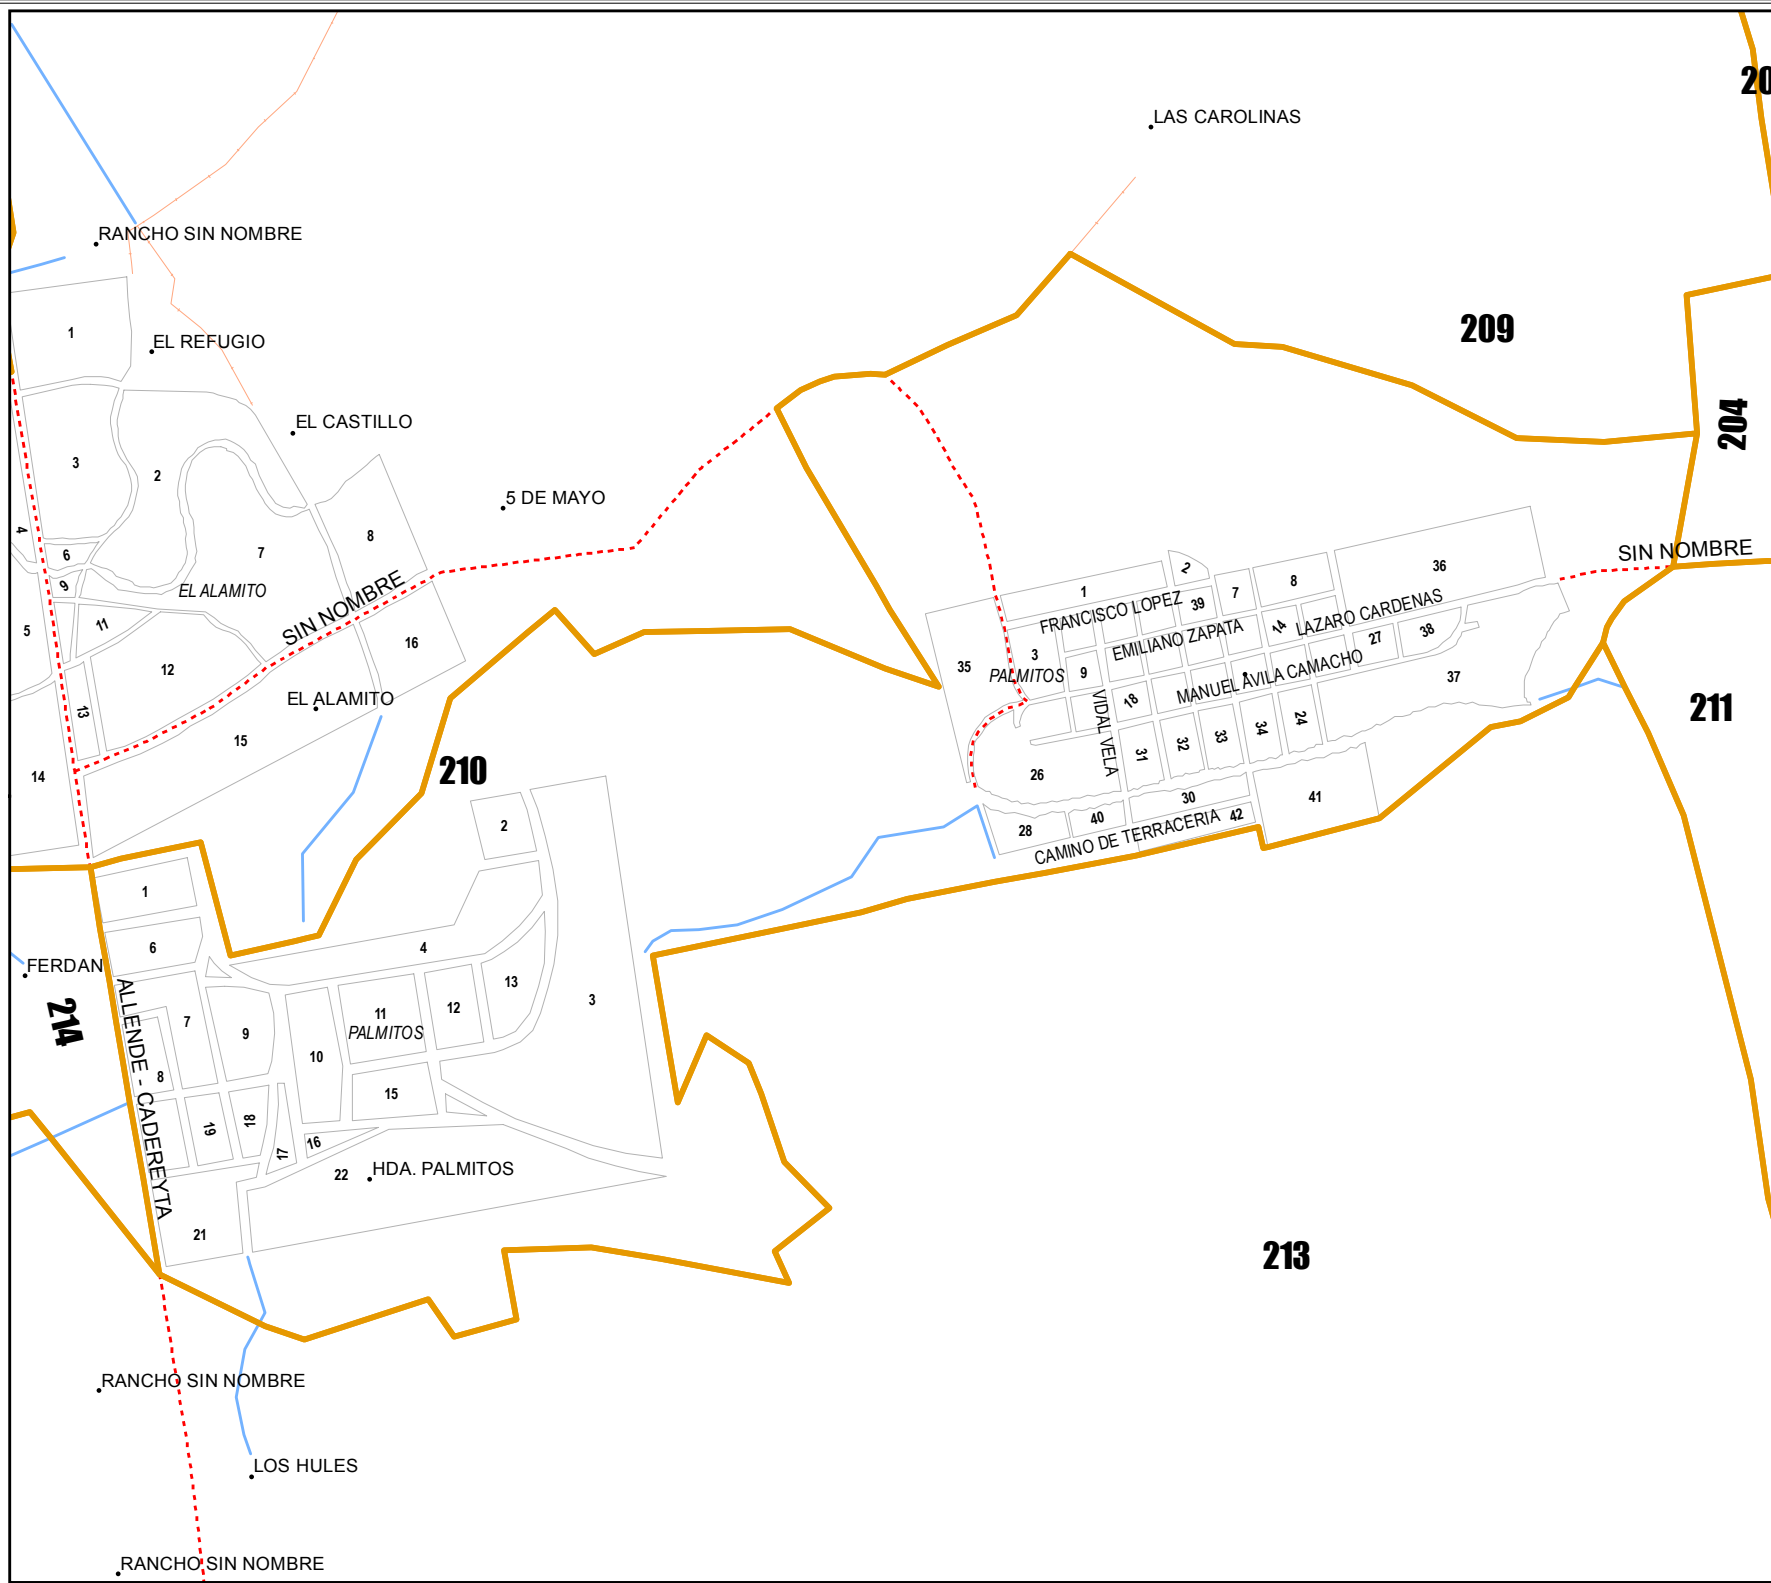 20
LAS CAROLINAS
RANCHO SIN NOMBRE
1
EL REFUGIO
209
204
EL CASTILLO
3
2
5 DE MAYO
4
8
7
6
9
EL ALAMITO
SIN NOMBRE
5
11
12
16
13
EL ALAMITO
15
14
210
SIN NOMBRE
36
2
8
7
1
39
FRANCISCO LOPEZ
LAZARO CARDENAS
14
EMILIANO ZAPATA
38
27
3
35
PALMITOS
9
MANUEL AVILA CAMACHO
37
18
VIDAL VELA
211
24
34
33
32
31
26
30
41
40
42
28
CAMINO DE TERRACERIA
2
1
6
4
FERDAN
214
ALLENDE - CADEREYTA
13
3
12
11
PALMITOS
7
9
10
8
15
19
18
17
16
22
HDA. PALMITOS
21
213
RANCHO SIN NOMBRE
LOS HULES
RANCHO SIN NOMBRE